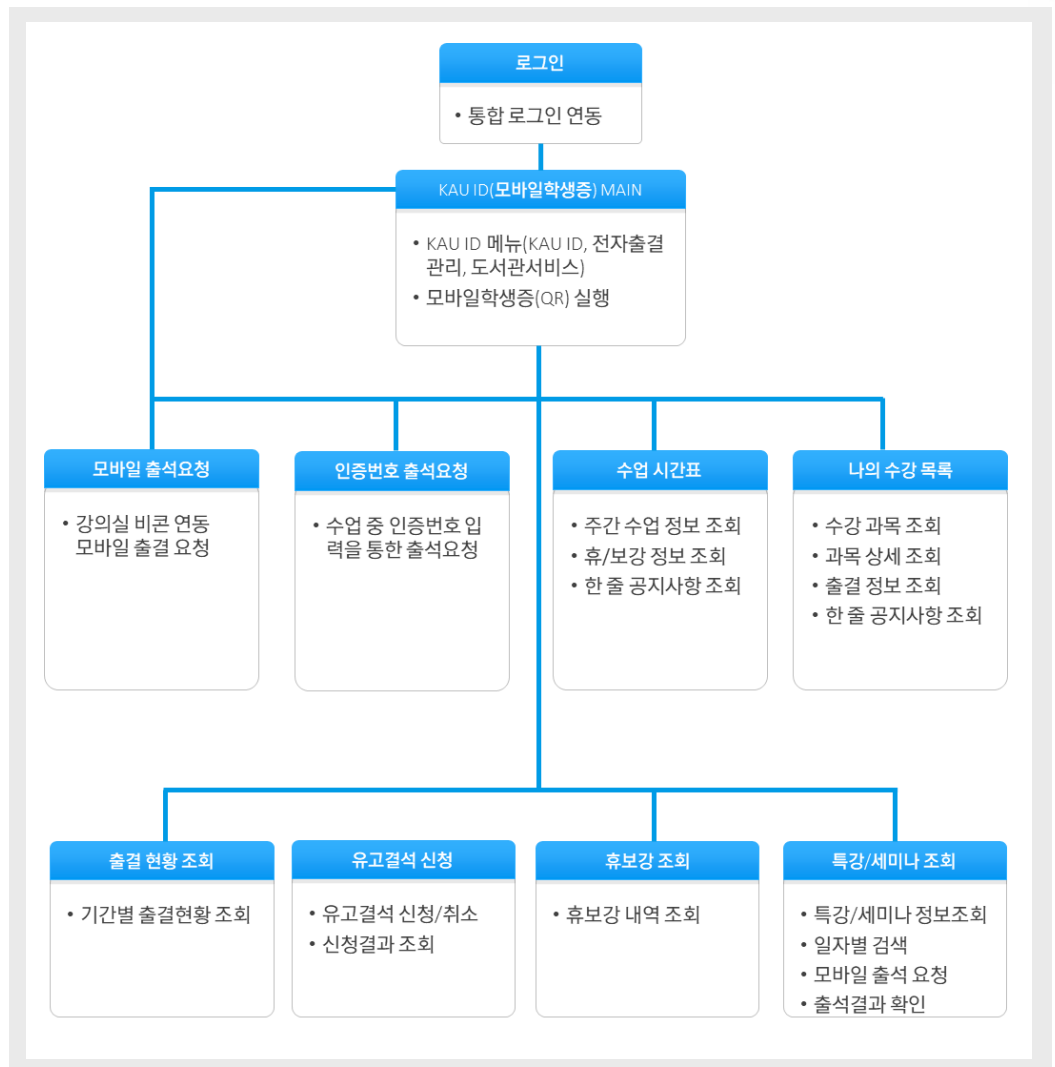 로그인
• 통합 로그인 연동
KAU ID(모바일학생증) MAIN
• KAU ID 메뉴(KAU ID, 전자출결
관리, 도서관서비스)
• 모바일학생증(QR) 실행
모바일 출석요청
• 강의실 비콘 연동
모바일 출결 요청
인증번호 출석요청
• 수업 중 인증번호 입
력을 통한 출석요청
수업 시간표
• 주간 수업 정보 조회
• 휴/보강 정보 조회
• 한 줄 공지사항 조회
나의 수강 목록
• 수강 과목 조회
• 과목 상세 조회
• 출결 정보 조회
• 한 줄 공지사항 조회
출결 현황 조회
• 기간별 출결현황 조회
유고결석 신청
• 유고결석 신청/취소
• 신청결과 조회
휴보강 조회
• 휴보강 내역 조회
특강/세미나 조회
• 특강/세미나 정보조회
• 일자별 검색
• 모바일 출석 요청
• 출석결과 확인